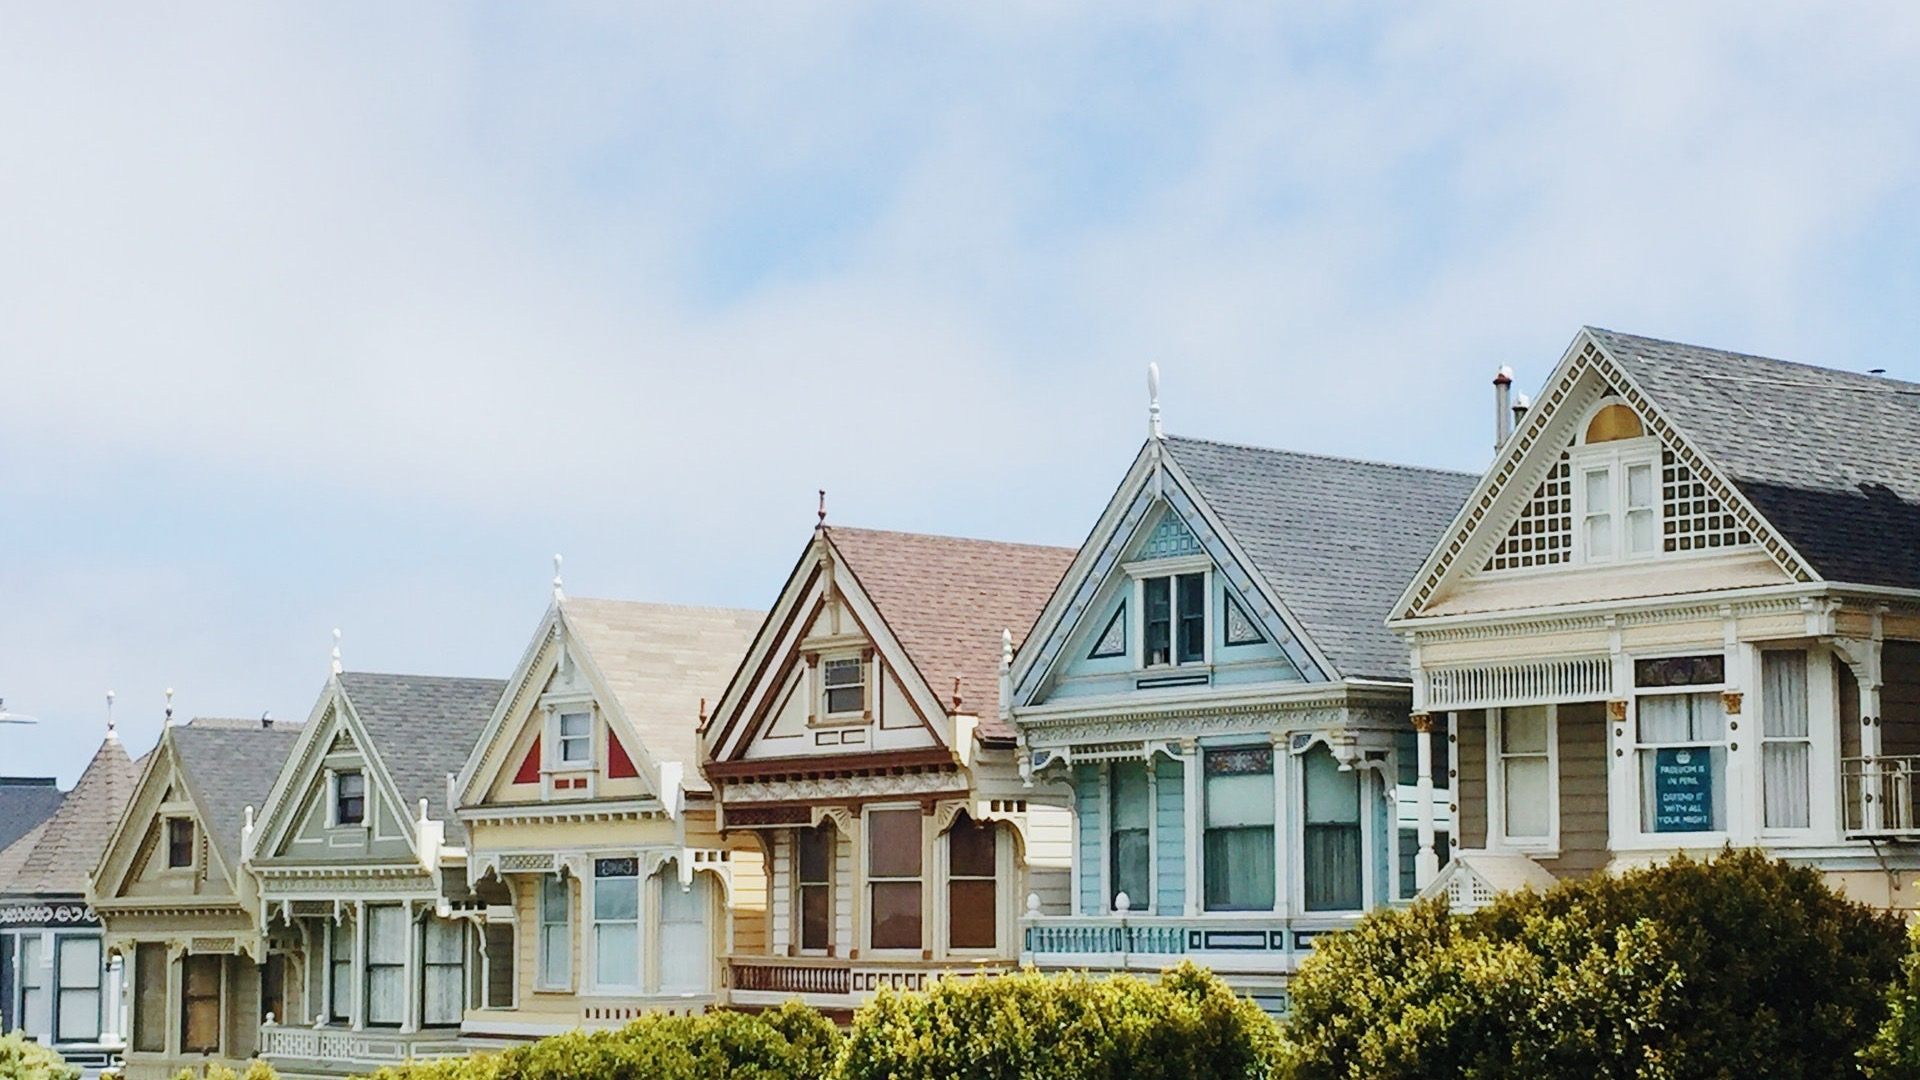 FREEDOM IS
IN PERIL
DEFEND IT
WITH ALL
YOUR MIGHT